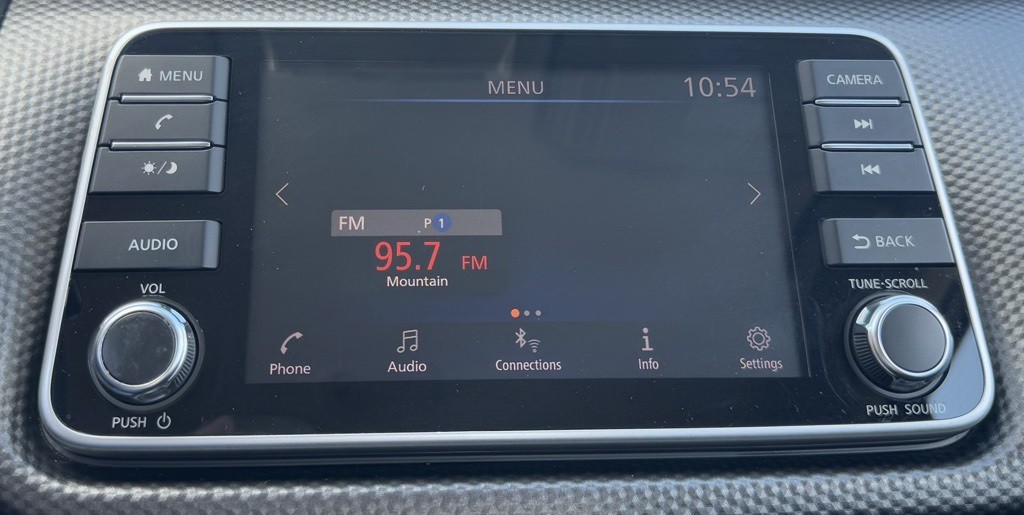 MENU
AUDIO
VOL
PUSH
MENU 10:54
FM P 1
95.7 FM
Mountain
Phone Audio Connections Info Settings
CAMERA
BACK
TUNE·SCROLL
PUSH SOUND